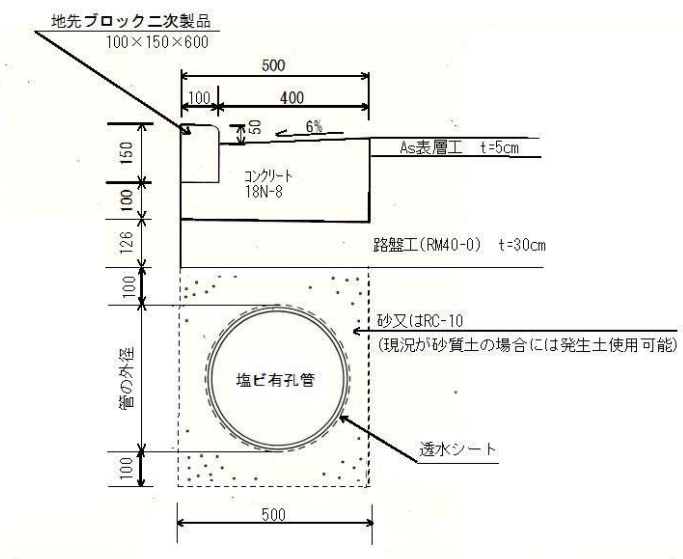 地先ブロック二次製品
100×150×600
500
100
400
50
6%
150
As表層工 t=5cm
コンクリート
18N-8
100
126
路盤工(RM40-0) t=30cm
100
砂又はRC-10
(現況が砂質土の場合には発生土使用可能)
管の外径
塩ビ有孔管
透水シート
100
500